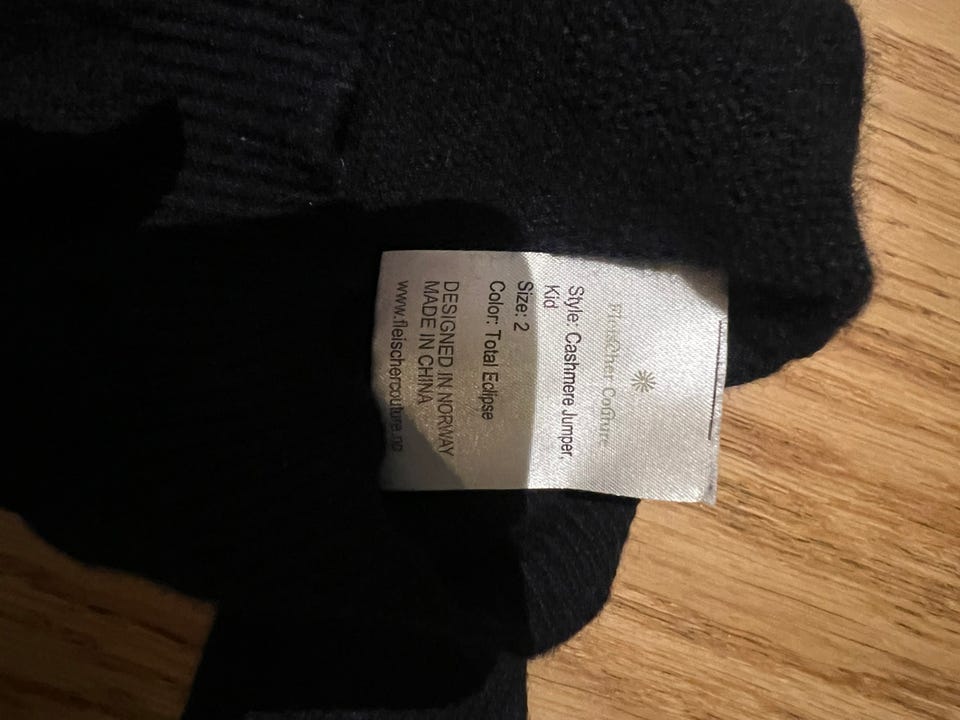 FleisCher Couture
Style: Cashmere Jumper,
Kid
Size: 2
Color: Total Eclipse
DESIGNED IN NORWAY
MADE IN CHINA
www.fleischercouture.no